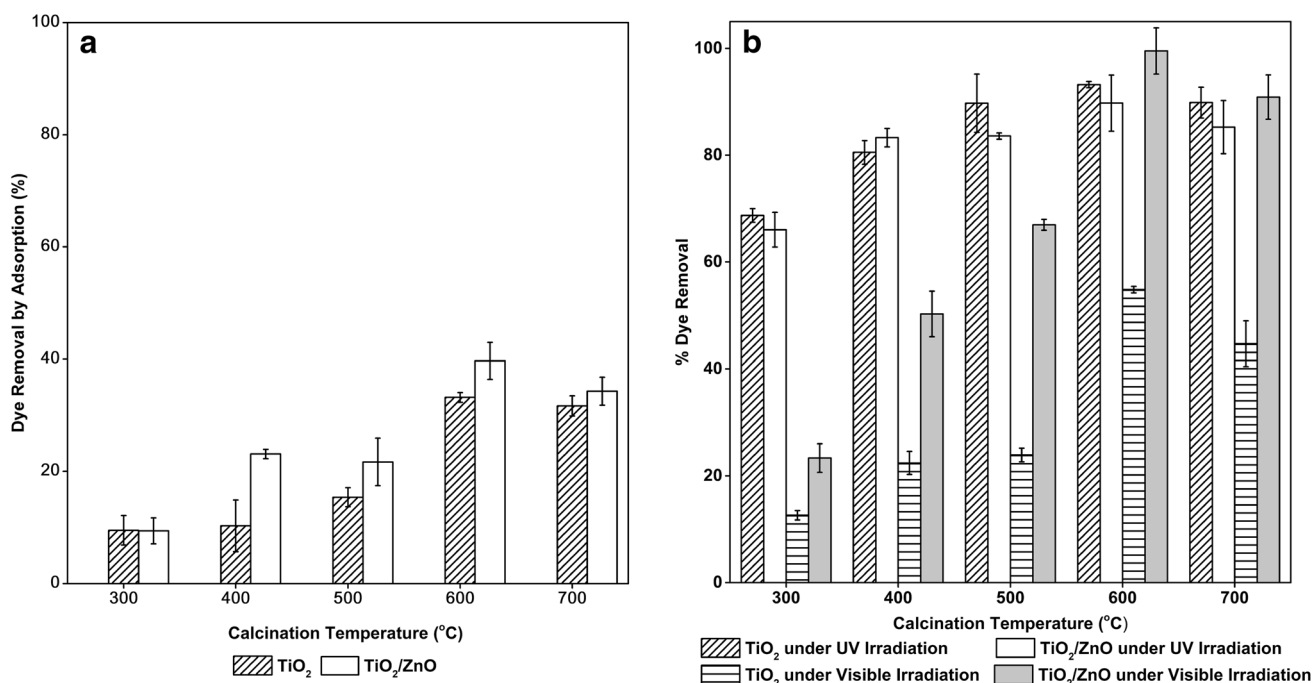 a
Dye Removal by Adsorption (%)
100
80
60
40
20
0
300 400 500 600 700
Calcination Temperature (°C)
TiO₂ TiO₂/ZnO
b
% Dye Removal
100
80
60
40
20
0
300 400 500 600 700
Calcination Temperature (°C)
TiO₂ under UV Irradiation TiO₂/ZnO under UV Irradiation
TiO₂ under Visible Irradiation TiO₂/ZnO under Visible Irradiation